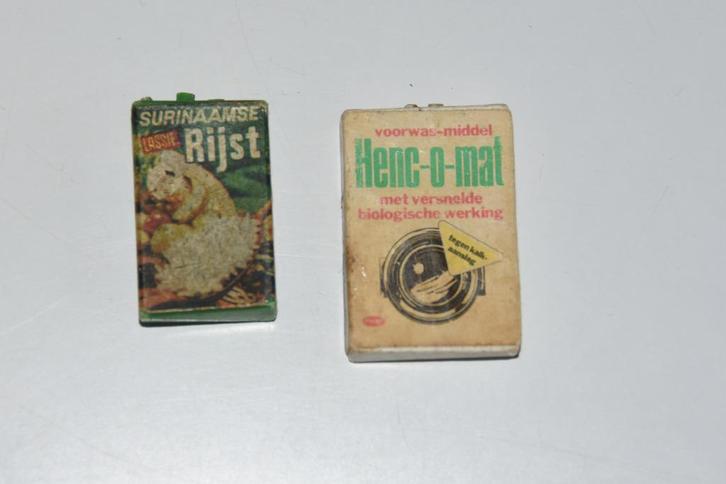 SURINAAMSE
LASSIE
Rijst
voorwas-middel
Henc-o-mat
met versnelde
biologische werking
tegen kalk-
aanslag